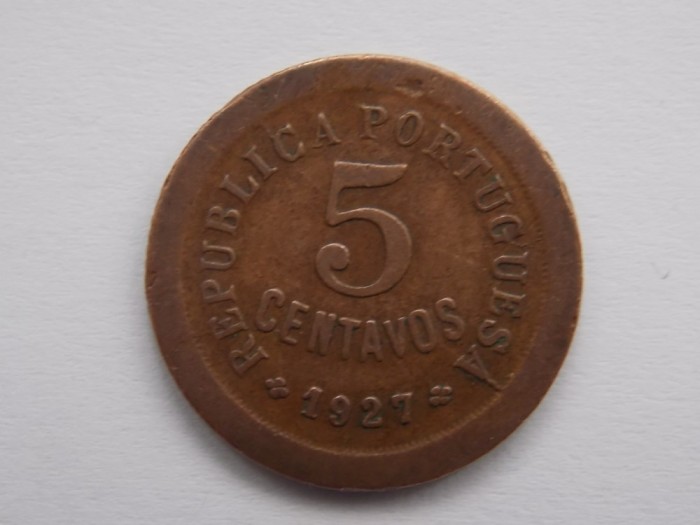 REPUBLICA PORTUGUESA
5
CENTAVOS
1927